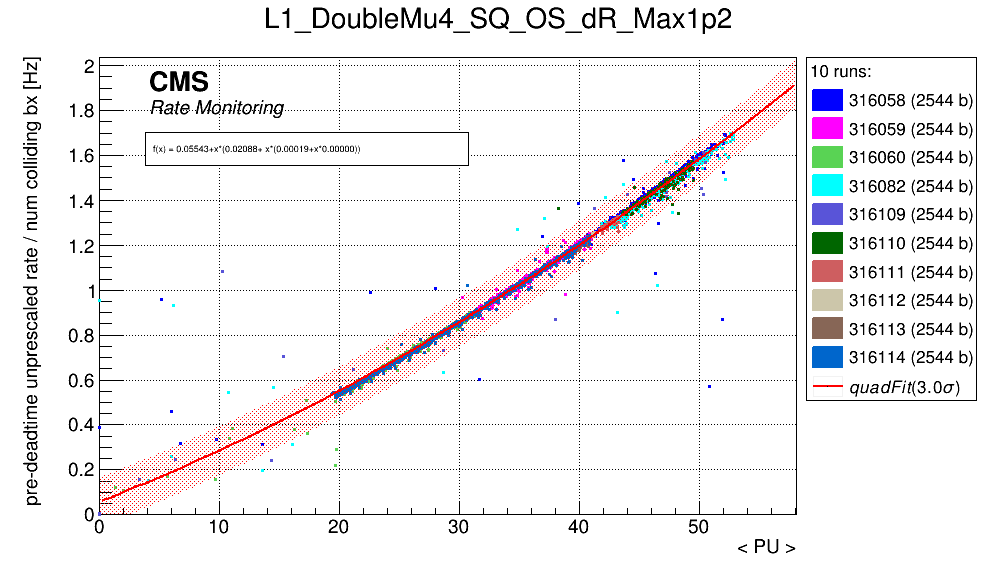 L1_DoubleMu4_SQ_OS_dR_Max1p2
pre-deadtime unprescaled rate / num colliding bx [Hz]
2
1.8
1.6
1.4
1.2
1
0.8
0.6
0.4
0.2
0
CMS
Rate Monitoring
f(x) = 0.05543+x*(0.02088+ x*(0.00019+x*0.00000))
0 10 20 30 40 50
< PU >
10 runs:
316058 (2544 b)
316059 (2544 b)
316060 (2544 b)
316082 (2544 b)
316109 (2544 b)
316110 (2544 b)
316111 (2544 b)
316112 (2544 b)
316113 (2544 b)
316114 (2544 b)
quadFit(3.0σ)